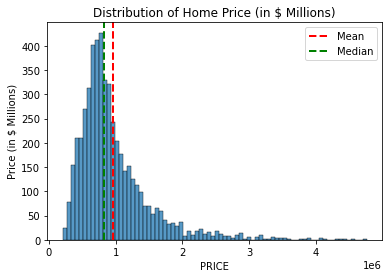 Distribution of Home Price (in $ Millions)
Mean
Median
Price (in $ Millions)
450
400
350
300
250
200
150
100
50
0
0 1 2 3 4
1e6
PRICE